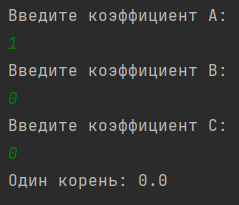 Введите коэффициент A:
1
Введите коэффициент B:
0
Введите коэффициент C:
0
Один корень: 0.0